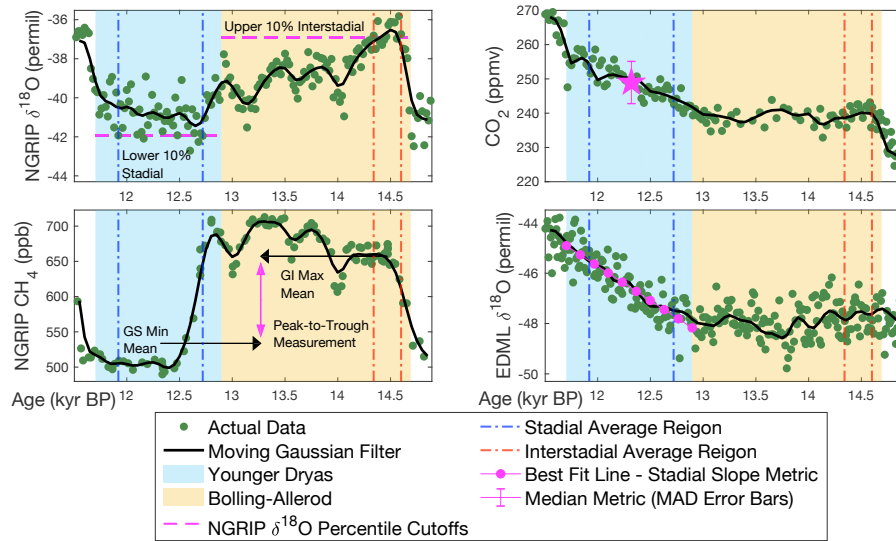 NGRIP δ18O (permil)
-36
-38
-40
-42
-44
Upper 10% Interstadial
Lower 10%
Stadial
12
12.5
13
13.5
14
14.5
CO2 (ppmv)
270
260
250
240
230
220
12
12.5
13
13.5
14
14.5
NGRIP CH4 (ppb)
700
650
600
550
500
GI Max
Mean
GS Min
Mean
Peak-to-Trough
Measurement
Age (kyr BP)
12
12.5
13
13.5
14
14.5
EDML δ18O (permil)
-44
-46
-48
-50
Age (kyr BP)
12
12.5
13
13.5
14
14.5
Actual Data
Moving Gaussian Filter
Younger Dryas
Bolling-Allerod
NGRIP δ18O Percentile Cutoffs
Stadial Average Reigon
Interstadial Average Reigon
Best Fit Line - Stadial Slope Metric
Median Metric (MAD Error Bars)